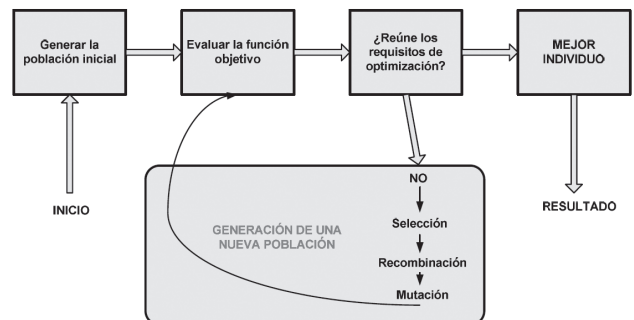 Generar la
población inicial
Evaluar la función
objetivo
¿Reúne los
requisitos de
optimización?
MEJOR
INDIVIDUO
INICIO
NO
RESULTADO
GENERACIÓN DE UNA
NUEVA POBLACIÓN
Selección
Recombinación
Mutación